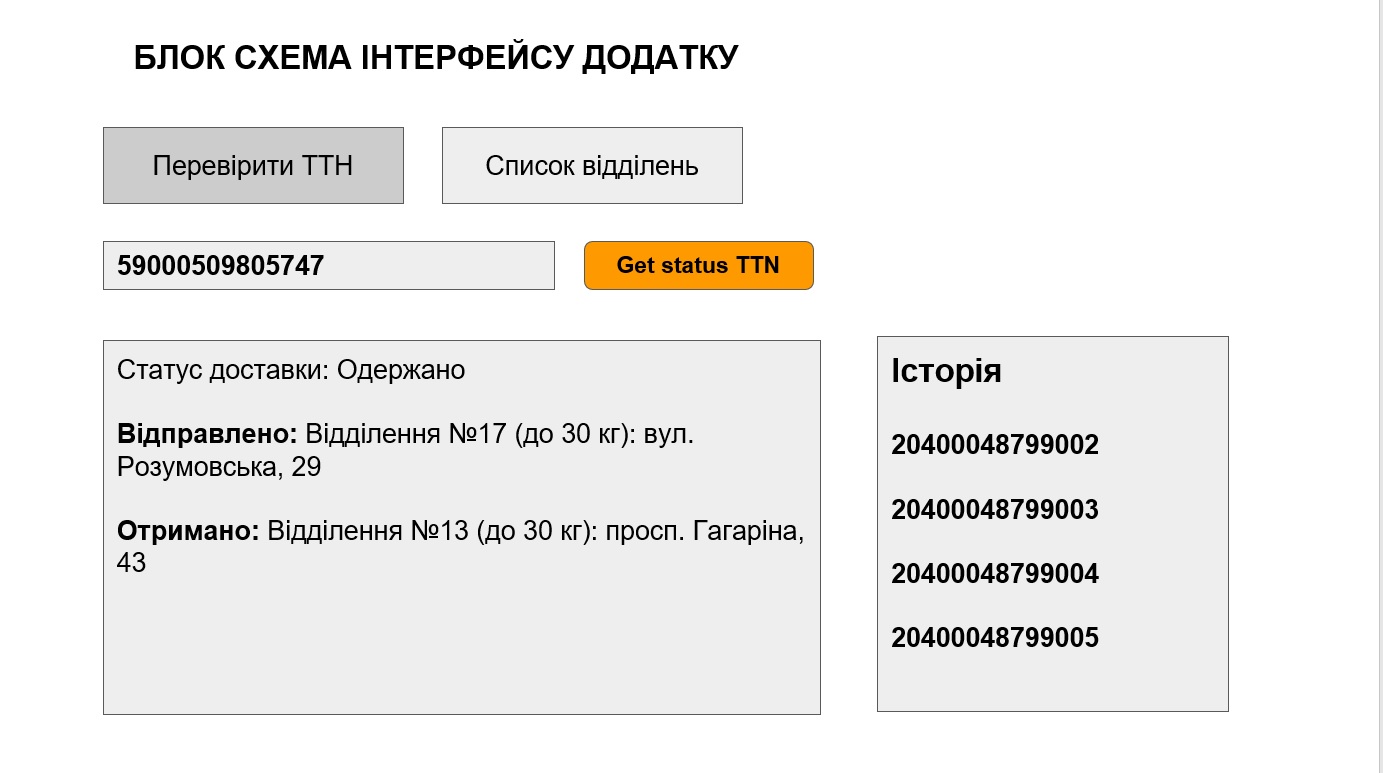 БЛОК СХЕМА ІНТЕРФЕЙСУ ДОДАТКУ
Перевірити ТТН
Список відділень
59000509805747
Get status TTN
Статус доставки: Одержано
Відправлено: Відділення №17 (до 30 кг): вул.
Розумовська, 29
Отримано: Відділення №13 (до 30 кг): просп. Гагаріна,
43
Історія
20400048799002
20400048799003
20400048799004
20400048799005